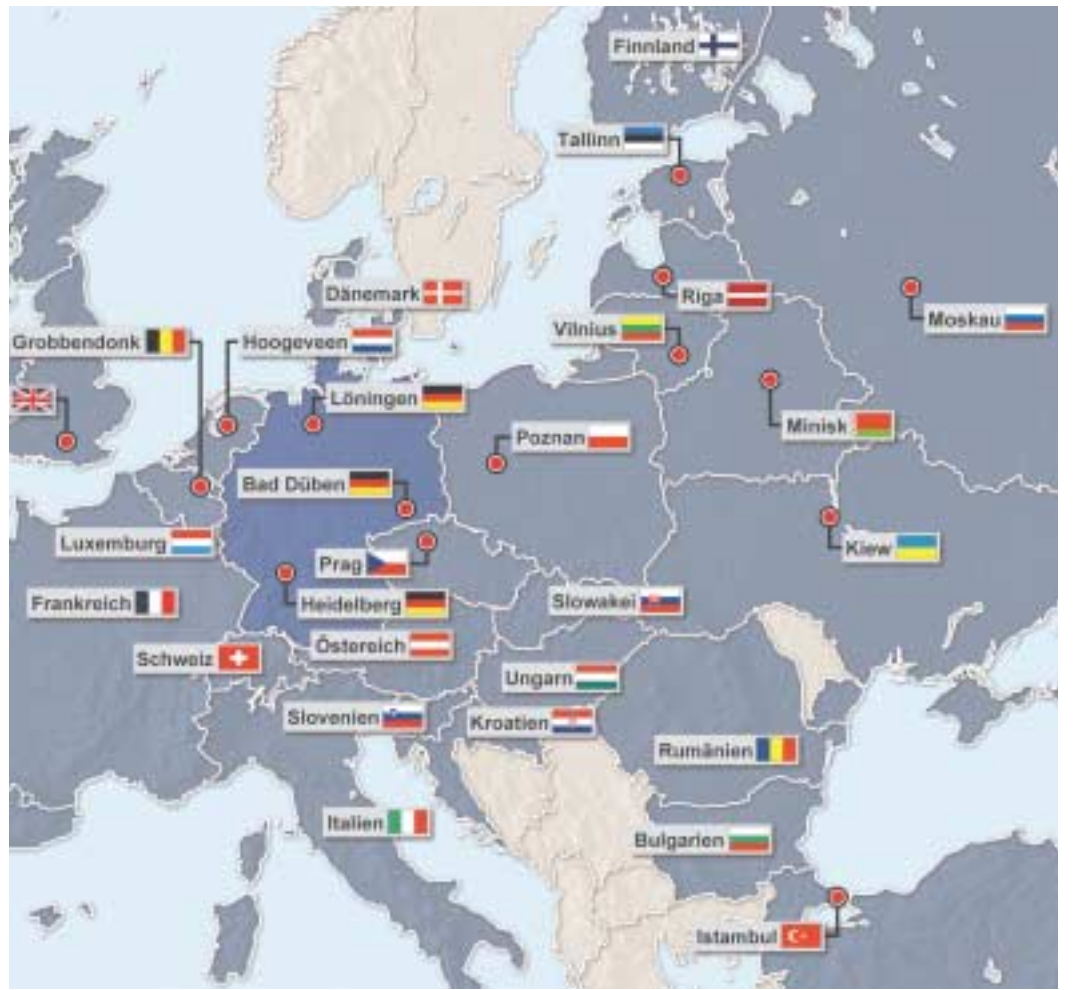 Finnland
Tallinn
Dänemark
Riga
Moskau
Vilnius
Grobbendonk
Hoogeveen
Löningen
Minisk
Poznan
Bad Düben
Luxemburg
Prag
Kiew
Frankreich
Heidelberg
Slowakei
Östereich
Schweiz
Ungarn
Slovenien
Kroatien
Rumänien
Italien
Bulgarien
Istambul